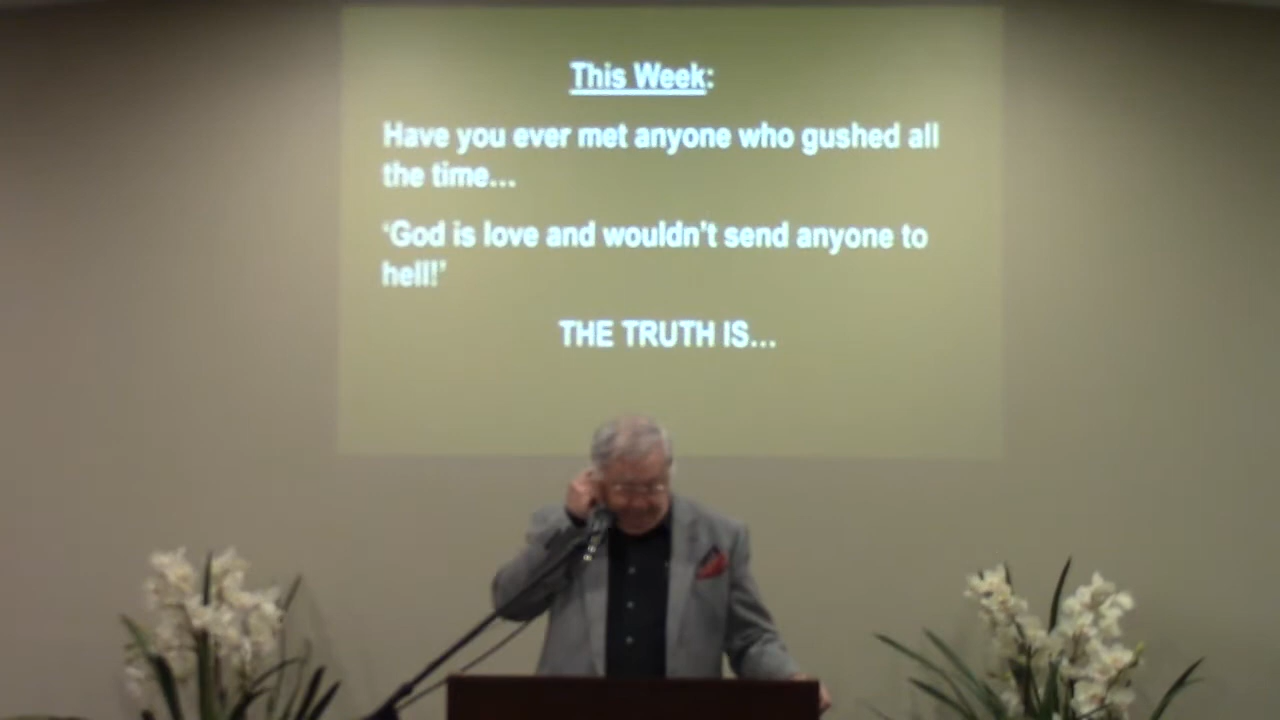 This Week:
Have you ever met anyone who gushed all
the time...
‘God is love and wouldn't send anyone to
hell!’
THE TRUTH IS...